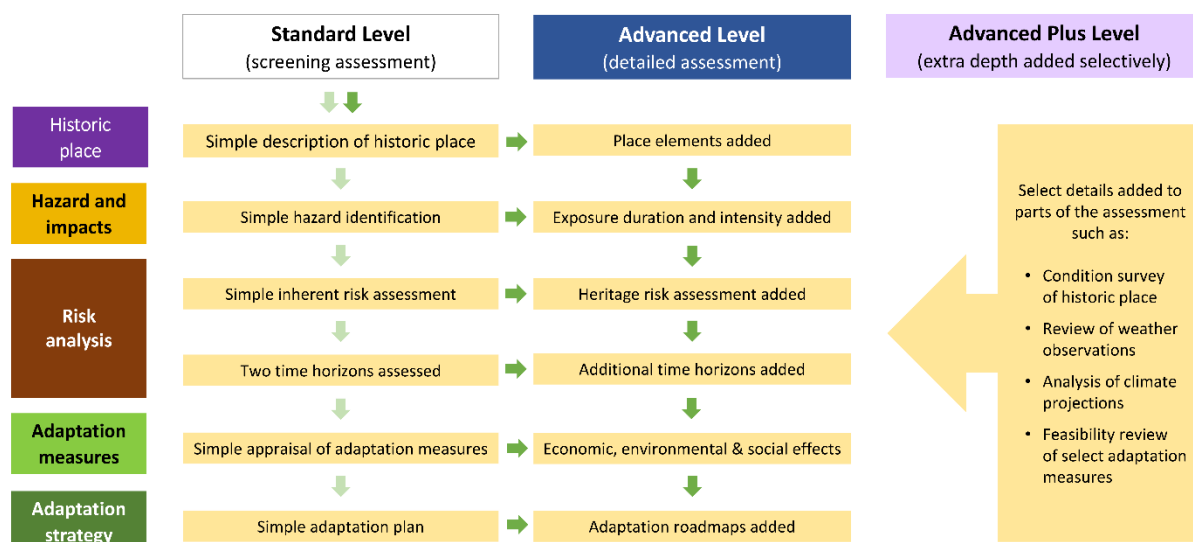 Standard Level
(screening assessment)
Advanced Level
(detailed assessment)
Advanced Plus Level
(extra depth added selectively)
Historic
place
Simple description of historic place
Place elements added
Hazard and
impacts
Simple hazard identification
Exposure duration and intensity added
Risk
analysis
Simple inherent risk assessment
Heritage risk assessment added
Two time horizons assessed
Additional time horizons added
Adaptation
measures
Simple appraisal of adaptation measures
Economic, environmental & social effects
Adaptation
strategy
Simple adaptation plan
Adaptation roadmaps added
Select details added to
parts of the assessment
such as:
• Condition survey
of historic place
• Review of weather
observations
• Analysis of climate
projections
• Feasibility review
of select adaptation
measures